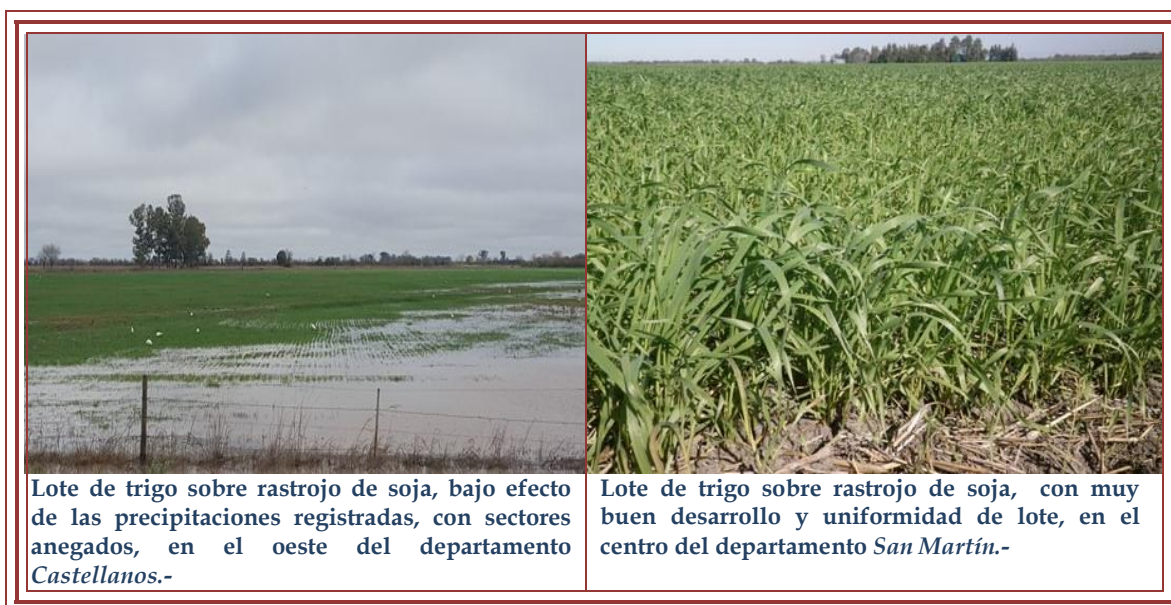 Lote de trigo sobre rastrojo de soja, bajo efecto
de las precipitaciones registradas, con sectores
anegados, en el oeste del departamento
Castellanos.-
Lote de trigo sobre rastrojo de soja, con muy
buen desarrollo y uniformidad de lote, en el
centro del departamento San Martín.-